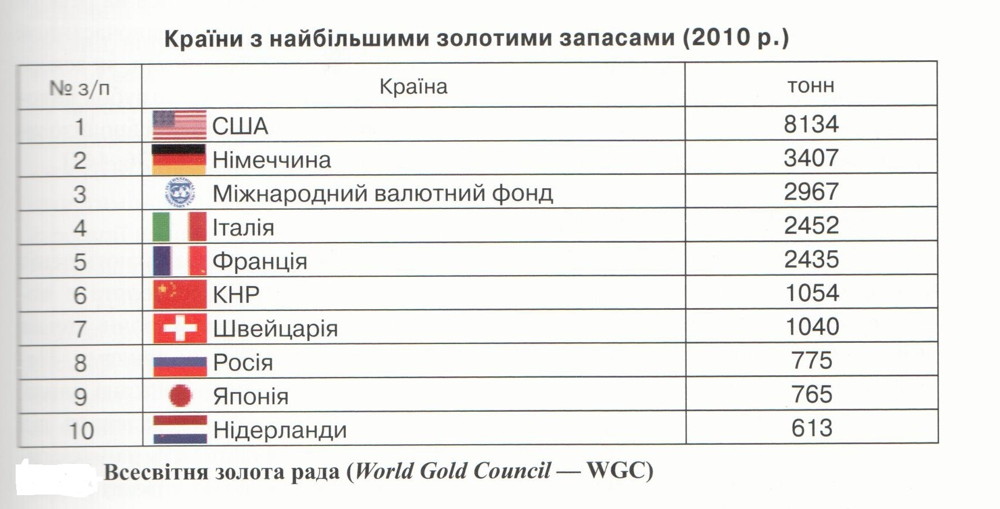 Країни з найбільшими золотими запасами (2010 р.)
№ з/п Країна тонн
1 США 8134
2 Німеччина 3407
3 Міжнародний валютний фонд 2967
4 Італія 2452
5 Франція 2435
6 КНР 1054
7 Швейцарія 1040
8 Росія 775
9 Японія 765
10 Нідерланди 613
Всесвітня золота рада (World Gold Council — WGC)